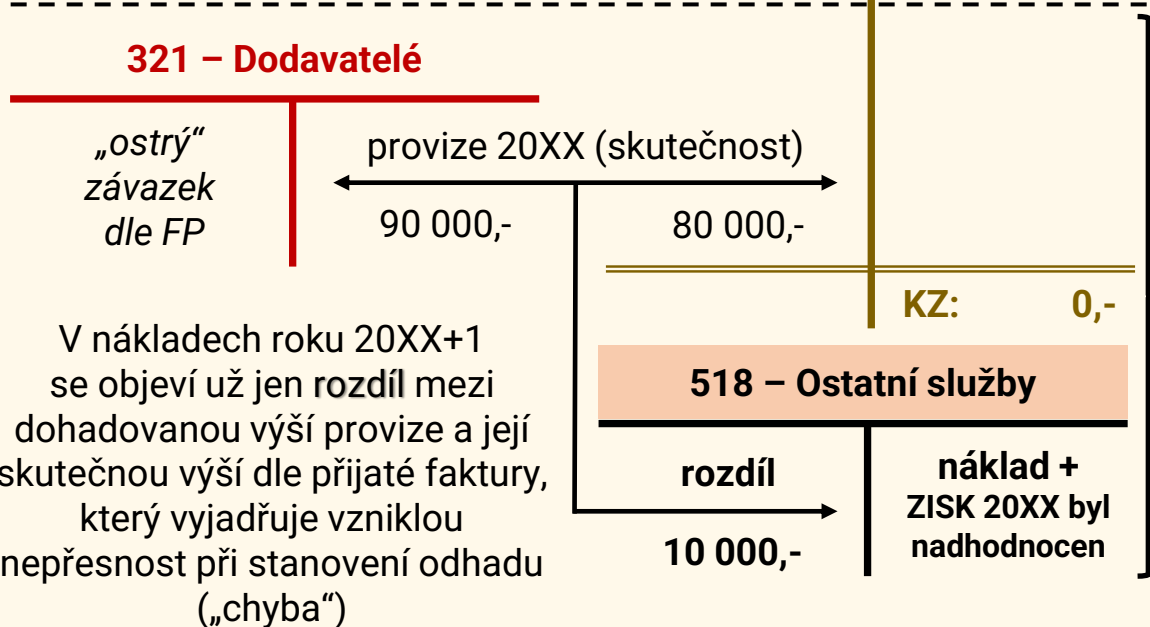 321 – Dodavatelé
„ostrý“
závazek
dle FP
provize 20XX (skutečnost)
90 000,-
80 000,-
KZ: 0,-
V nákladech roku 20XX+1
se objeví už jen rozdíl mezi
dohadovanou výší provize a její
skutečnou výší dle přijaté faktury,
který vyjadřuje vzniklou
nepřesnost při stanovení odhadu
(„chyba“)
518 – Ostatní služby
rozdíl
10 000,-
náklad +
ZISK 20XX byl
nadhodnocen